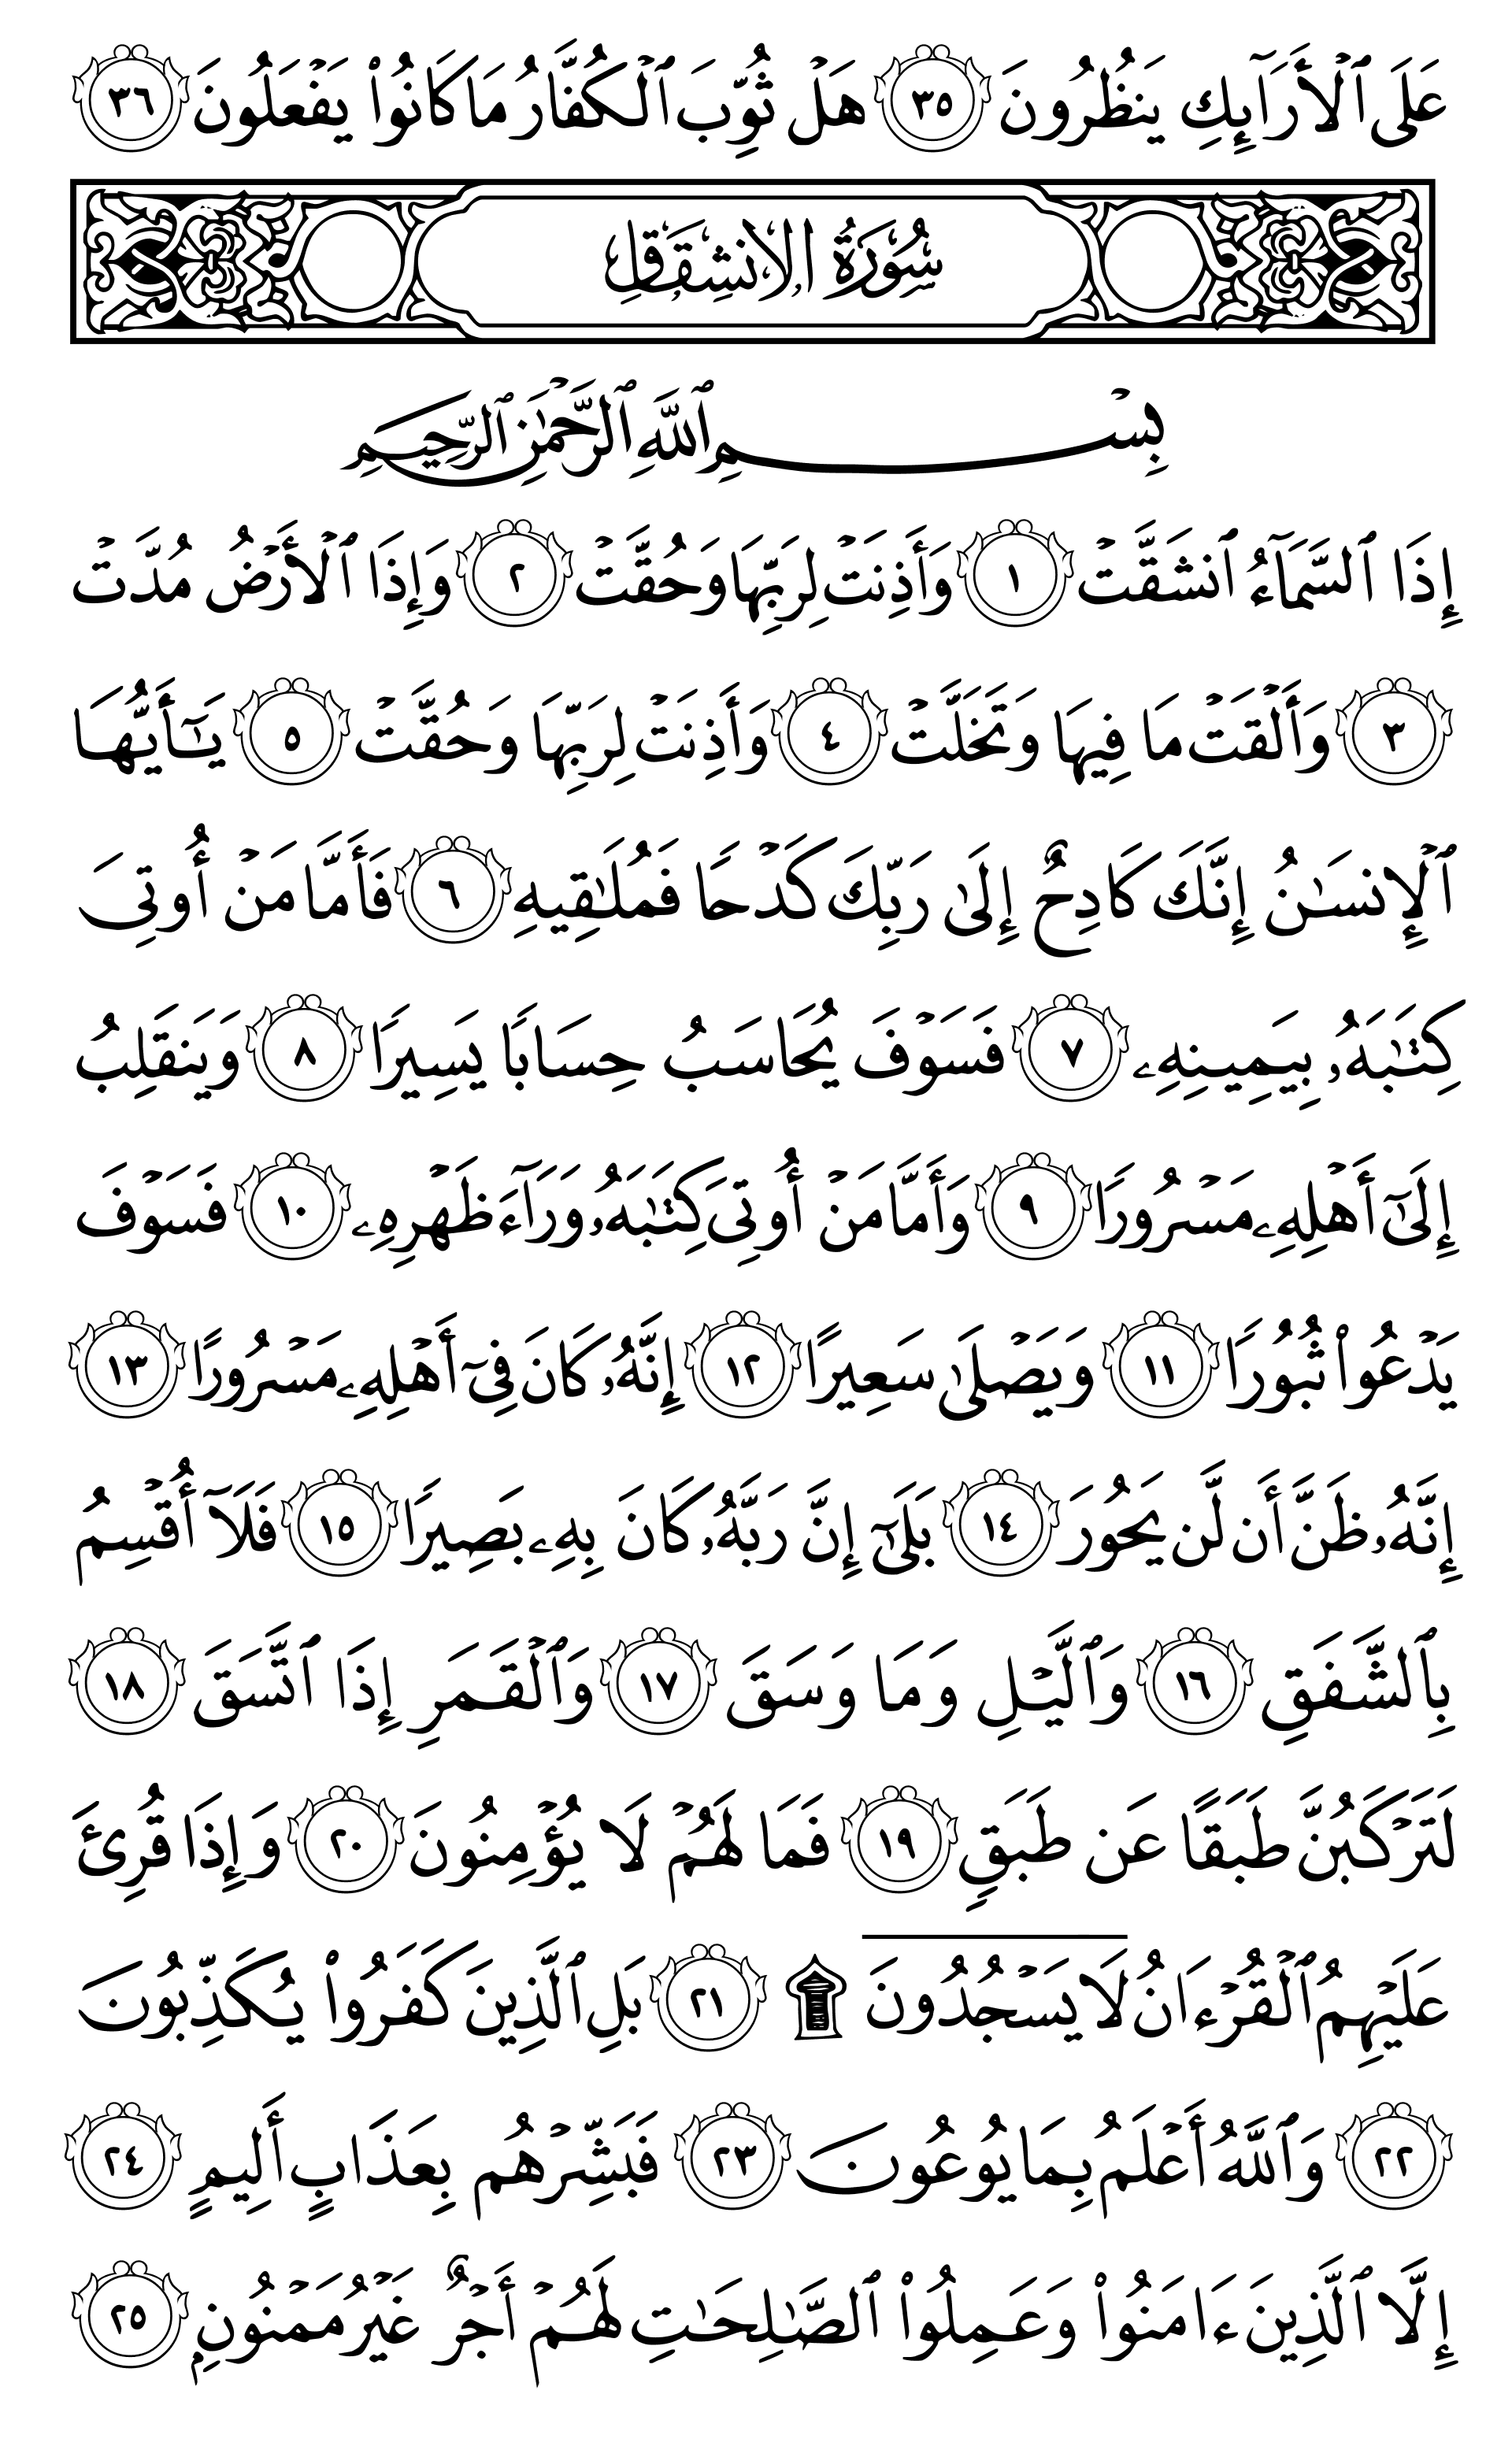 عَلَى ٱلۡأَرَآئِكِ يَنظُرُونَ ٣٥ هَلۡ ثُوِّبَ ٱلۡكُفَّارُ مَا كَانُواْ يَفۡعَلُونَ ٣٦
سُورَةُ الانشِقَاقِ
بِسۡمِ ٱللَّهِ ٱلرَّحۡمَٰنِ ٱلرَّحِيمِ
إِذَا ٱلسَّمَآءُ ٱنشَقَّتۡ ١ وَأَذِنَتۡ لِرَبِّهَا وَحُقَّتۡ ٢ وَإِذَا ٱلۡأَرۡضُ مُدَّتۡ
٣ وَأَلۡقَتۡ مَا فِيهَا وَتَخَلَّتۡ ٤ وَأَذِنَتۡ لِرَبِّهَا وَحُقَّتۡ ٥ يَٰٓأَيُّهَا
ٱلۡإِنسَٰنُ إِنَّكَ كَادِحٌ إِلَىٰ رَبِّكَ كَدۡحٗا فَمُلَٰقِيهِ ٦ فَأَمَّا مَنۡ أُوتِيَ
كِتَٰبَهُۥ بِيَمِينِهِۦ ٧ فَسَوۡفَ يُحَاسَبُ حِسَابٗا يَسِيرٗا ٨ وَيَنقَلِبُ
إِلَىٰٓ أَهۡلِهِۦ مَسۡرُورٗا ٩ وَأَمَّا مَنۡ أُوتِيَ كِتَٰبَهُۥ وَرَآءَ ظَهۡرِهِۦ ١٠ فَسَوۡفَ
يَدۡعُواْ ثُبُورٗا ١١ وَيَصۡلَىٰ سَعِيرًا ١٢ إِنَّهُۥ كَانَ فِيٓ أَهۡلِهِۦ مَسۡرُورًا ١٣
إِنَّهُۥ ظَنَّ أَن لَّن يَحُورَ ١٤ بَلَىٰٓ إِنَّ رَبَّهُۥ كَانَ بِهِۦ بَصِيرٗا ١٥ فَلَآ أُقۡسِمُ
بِٱلشَّفَقِ ١٦ وَٱلَّيۡلِ وَمَا وَسَقَ ١٧ وَٱلۡقَمَرِ إِذَا ٱتَّسَقَ ١٨
لَتَرۡكَبُنَّ طَبَقًا عَن طَبَقٖ ١٩ فَمَا لَهُمۡ لَا يُؤۡمِنُونَ ٢٠ وَإِذَا قُرِئَ
عَلَيۡهِمُ ٱلۡقُرۡءَانُ لَا يَسۡجُدُونَ ۩ ٢١ بَلِ ٱلَّذِينَ كَفَرُواْ يُكَذِّبُونَ
٢٢ وَٱللَّهُ أَعۡلَمُ بِمَا يُوعُونَ ٢٣ فَبَشِّرۡهُم بِعَذَابٍ أَلِيمٍ ٢٤
إِلَّا ٱلَّذِينَ ءَامَنُواْ وَعَمِلُواْ ٱلصَّٰلِحَٰتِ لَهُمۡ أَجۡرٌ غَيۡرُ مَمۡنُونِۭ ٢٥